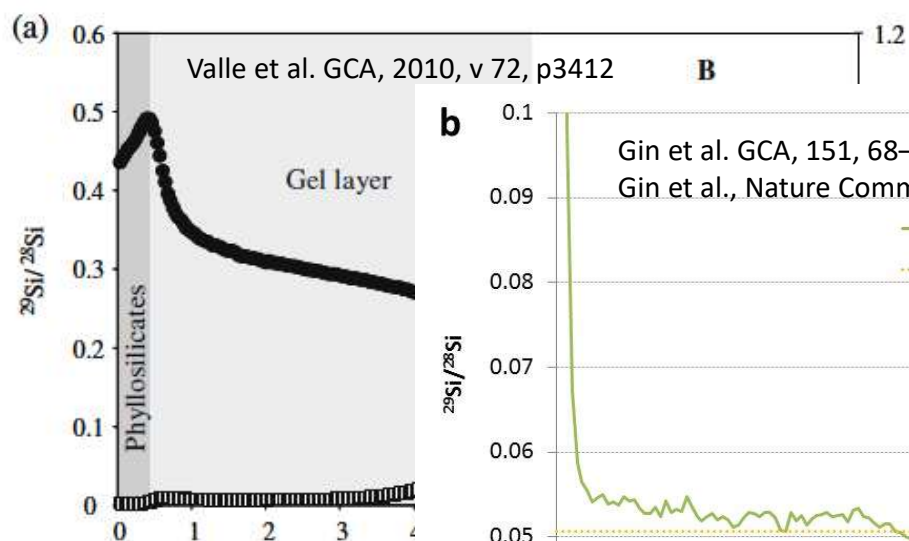 (a)
0.6
1.2
Valle et al. GCA, 2010, v 72, p3412
B
0.5
b
0.1
Gin et al. GCA, 151, 68–
Gin et al., Nature Comm
Gel layer
0.09
0.4
²⁹Si/²⁸Si
0.08
0.3
0.2
Phyllosilicates
²⁹Si/²⁸Si
0.07
0.1
0.06
0
0.05
0
1
2
3